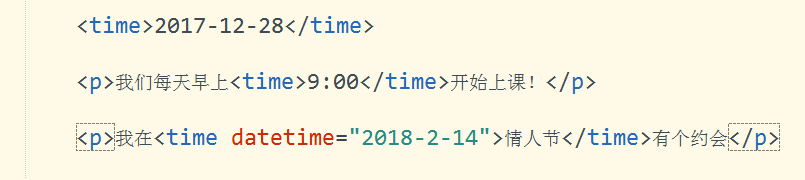 <time>2017-12-28</time>
<p>我们每天早上<time>9:00</time>开始上课！</p>
<p>我在<time datetime="2018-2-14">情人节</time>有个约会</p>